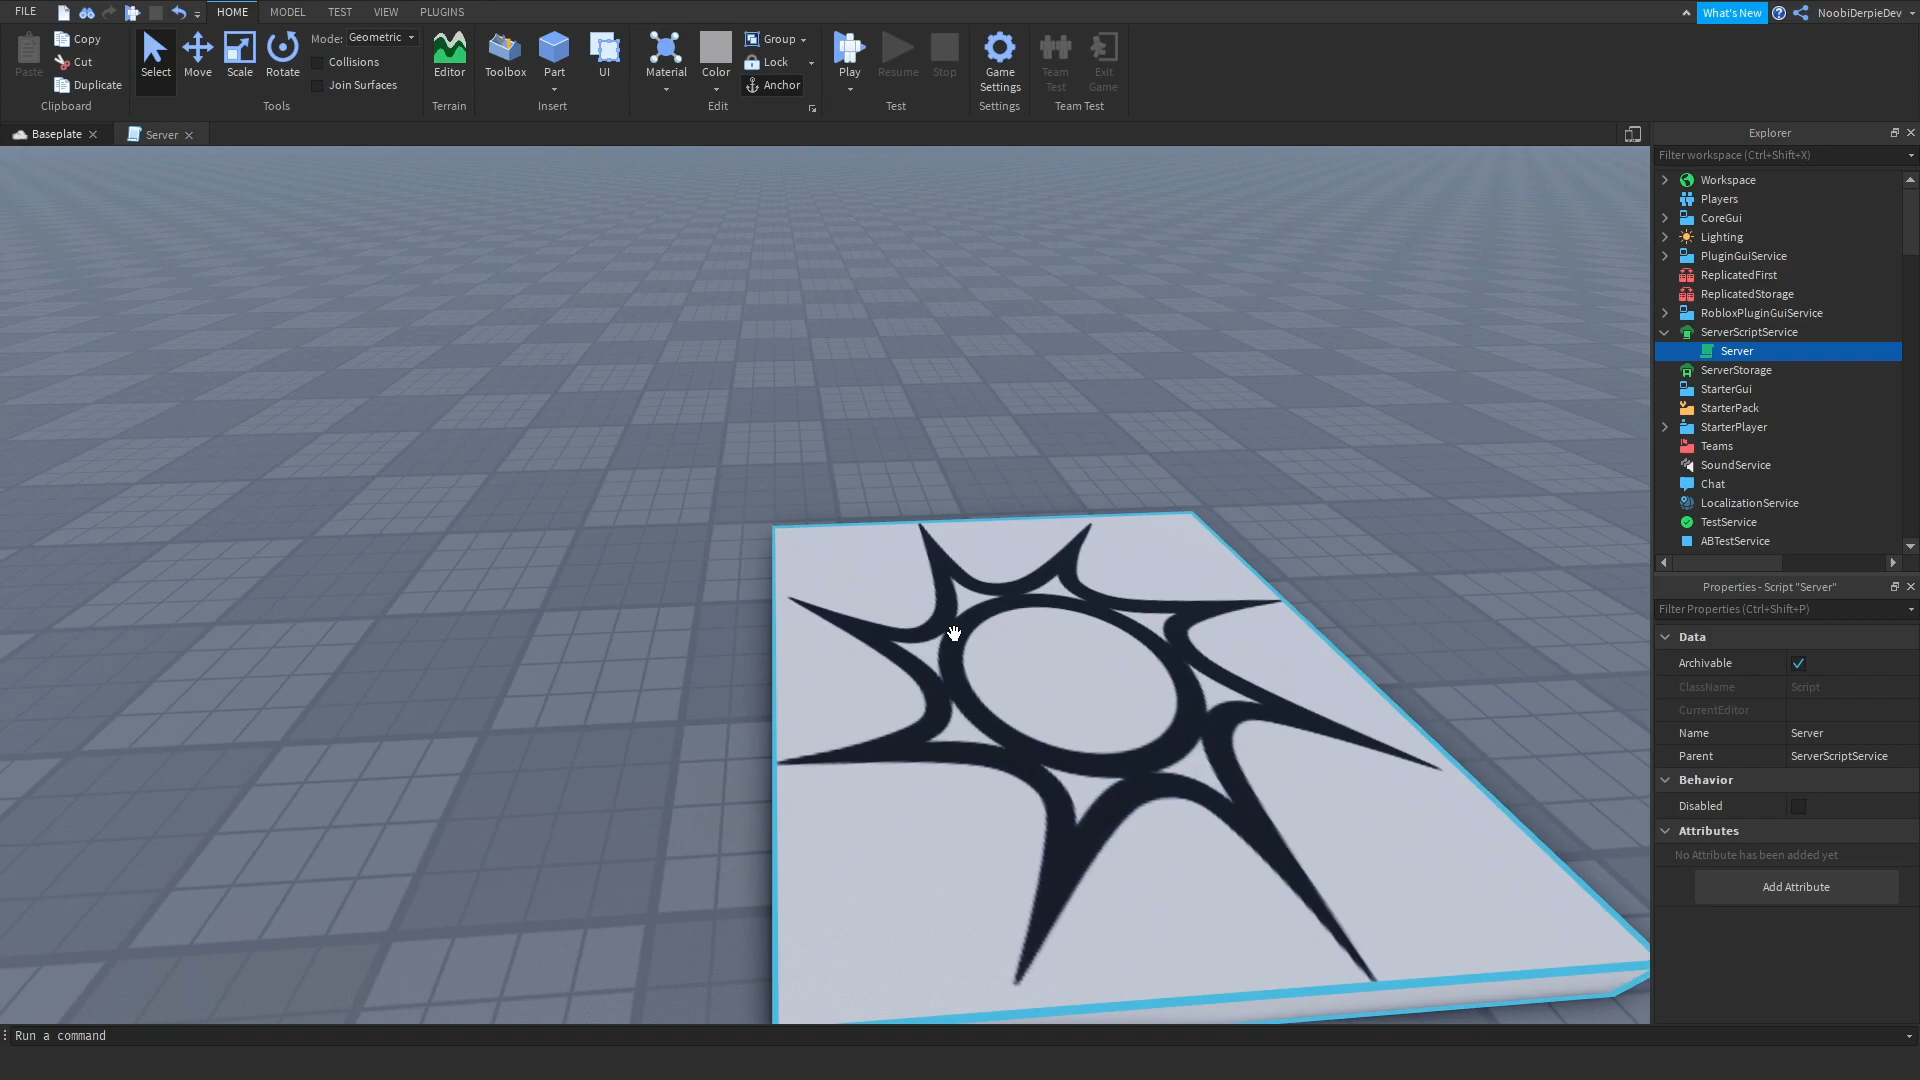 FILE HOME MODEL TEST VIEW PLUGINS What's New NoobiDerpieDev
Paste Copy Cut Duplicate Clipboard
Select Move Scale Rotate Mode: Geometric Collisions Join Surfaces Tools
Editor Terrain
Toolbox Part UI Insert
Material Color Group Lock Anchor Edit
Play Resume Stop Test
Game Settings Settings
Team Test Exit Game Team Test
Baseplate Server
Explorer
Filter workspace (Ctrl+Shift+X)
Workspace
Players
CoreGui
Lighting
PluginGuiService
ReplicatedFirst
ReplicatedStorage
RobloxPluginGuiService
ServerScriptService
Server
ServerStorage
StarterGui
StarterPack
StarterPlayer
Teams
SoundService
Chat
LocalizationService
TestService
ABTestService
Properties - Script "Server"
Filter Properties (Ctrl+Shift+P)
Data
Archivable
ClassName Script
CurrentEditor
Name Server
Parent ServerScriptService
Behavior
Disabled
Attributes
No Attribute has been added yet
Add Attribute
Run a command